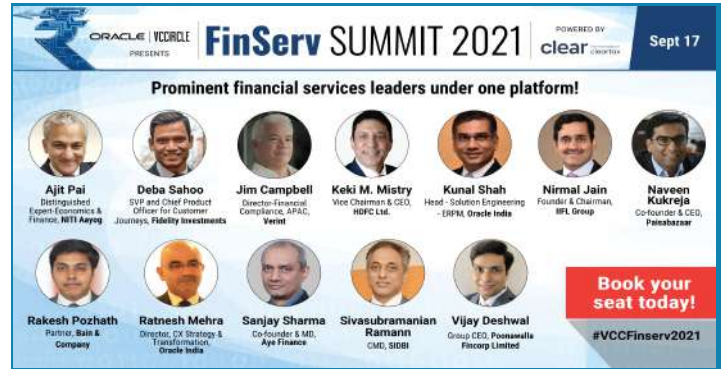 ORACLE | VCCIRCLE
PRESENTS
FinServ SUMMIT 2021
POWERED BY
clear
Sept 17
Prominent financial services leaders under one platform!
Ajit Pai
Distinguished
Expert-Economics &
Finance, NITI Aayog
Deba Sahoo
SVP and Chief Product
Officer for Customer
Journeys, Fidelity Investments
Jim Campbell
Director-Financial
Compliance, APAC,
Verint
Keki M. Mistry
Vice Chairman & CEO,
HDFC Ltd.
Kunal Shah
Head - Solution Engineering
- ERPM, Oracle India
Nirmal Jain
Founder & Chairman,
IIFL Group
Naveen
Kukreja
Co-founder & CEO,
Paisabazaar
Rakesh Pozhath
Partner, Bain &
Company
Ratnesh Mehra
Director, CX Strategy &
Transformation,
Oracle India
Sanjay Sharma
Co-founder & MD,
Aye Finance
Sivasubramanian
Ramann
CMD, SIDBI
Vijay Deshwal
Group CEO, Poonawalla
Fincorp Limited
Book your
seat today!
#VCCFinserv2021